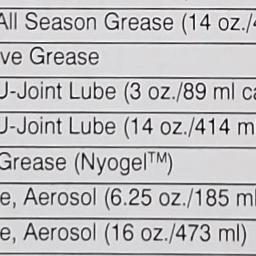 All Season Grease (14 oz./
ve Grease
U-Joint Lube (3 oz./89 ml ca
U-Joint Lube (14 oz./414 m
Grease (Nyogel™)
e, Aerosol (6.25 oz./185 ml
e, Aerosol (16 oz./473 ml)